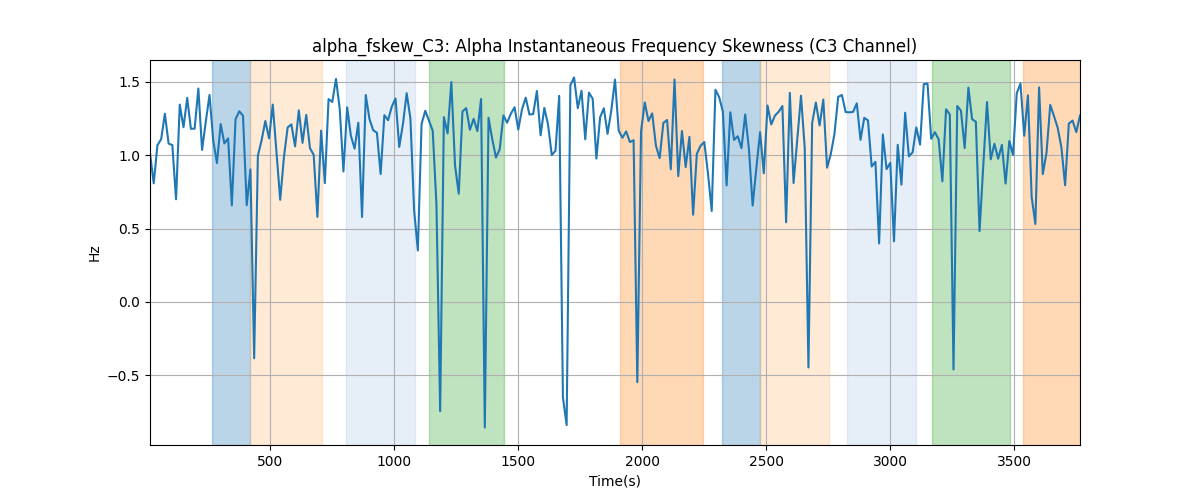 alpha_fskew_C3: Alpha Instantaneous Frequency Skewness (C3 Channel)
1.5
1.0
0.5
0.0
−0.5
Hz
500 1000 1500 2000 2500 3000 3500
Time(s)